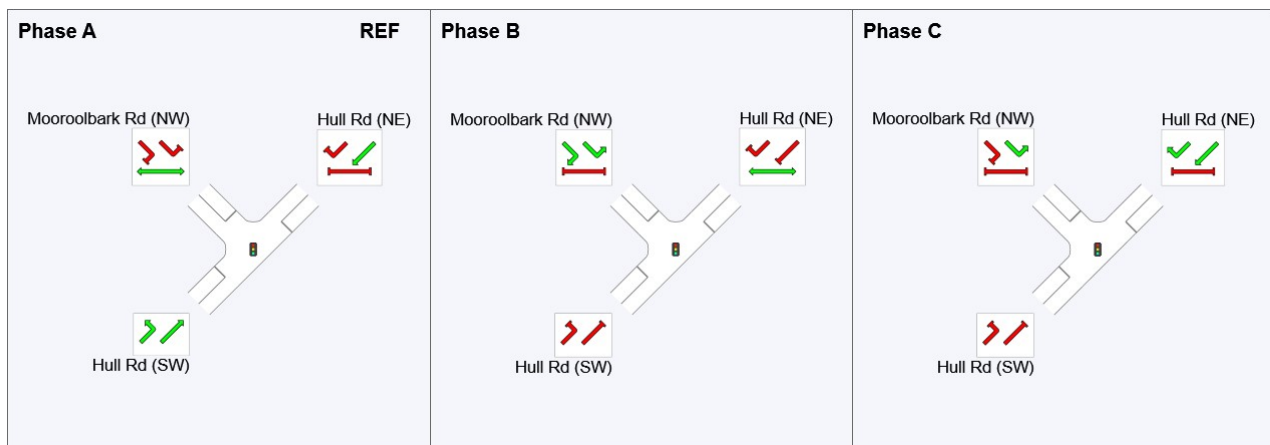 Phase A REF
Mooroolbark Rd (NW) Hull Rd (NE)
Hull Rd (SW)
Phase B
Mooroolbark Rd (NW) Hull Rd (NE)
Hull Rd (SW)
Phase C
Mooroolbark Rd (NW) Hull Rd (NE)
Hull Rd (SW)